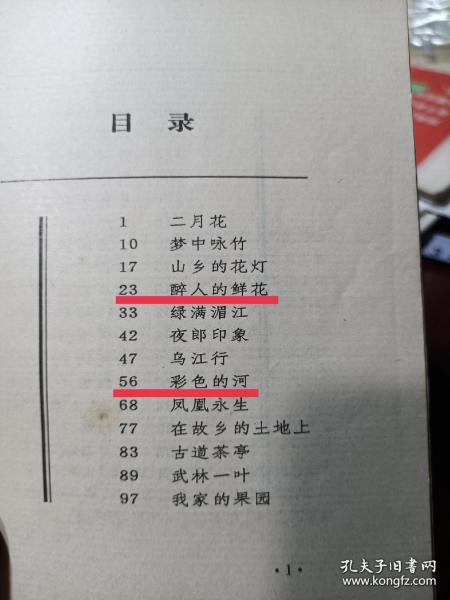 目 录
1 二月花
10 梦中咏竹
17 山乡的花灯
23 醉人的鲜花
33 绿满湄江
42 夜郎印象
47 乌江行
56 彩色的河
68 凤凰永生
77 在故乡的土地上
83 古道茶亭
89 武林一叶
97 我家的果园
·1·
孔夫子旧书网
www.kongfz.com